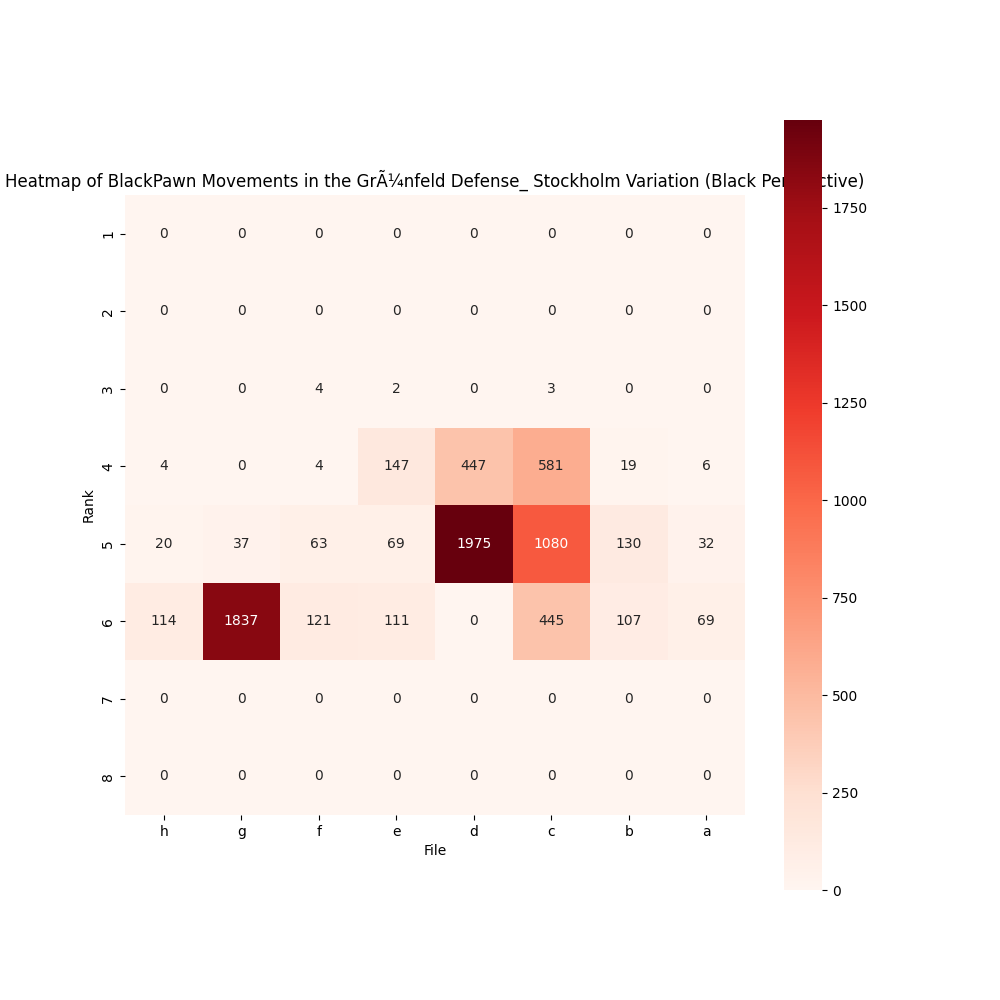 Heatmap of BlackPawn Movements in the GrÃ¼nfeld Defense_ Stockholm Variation (Black Perspective)
1 0 0 0 0 0 0 0 0
2 0 0 0 0 0 0 0 0
3 0 0 4 2 0 3 0 0
4 4 0 4 147 447 581 19 6
5 20 37 63 69 1975 1080 130 32
6 114 1837 121 111 0 445 107 69
7 0 0 0 0 0 0 0 0
8 0 0 0 0 0 0 0 0
Rank
h g f e d c b a
File
1750
1500
1250
1000
750
500
250
0